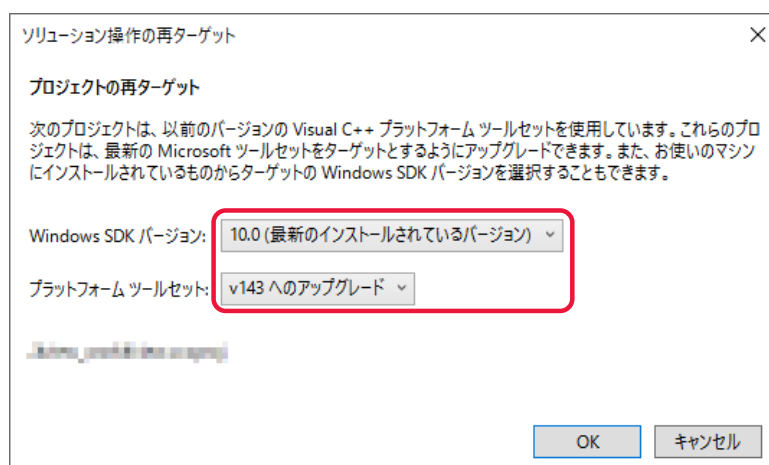 ソリューション操作の再ターゲット
プロジェクトの再ターゲット
次のプロジェクトは、以前のバージョンの Visual C++ プラットフォーム ツールセットを使用しています。これらのプロ
ジェクトは、最新の Microsoft ツールセットをターゲットとするようにアップグレードできます。また、お使いのマシン
にインストールされているものからターゲットの Windows SDK バージョンを選択することもできます。
Windows SDK バージョン: 10.0 (最新のインストールされているバージョン)
プラットフォーム ツールセット: v143 へのアップグレード
OK キャンセル